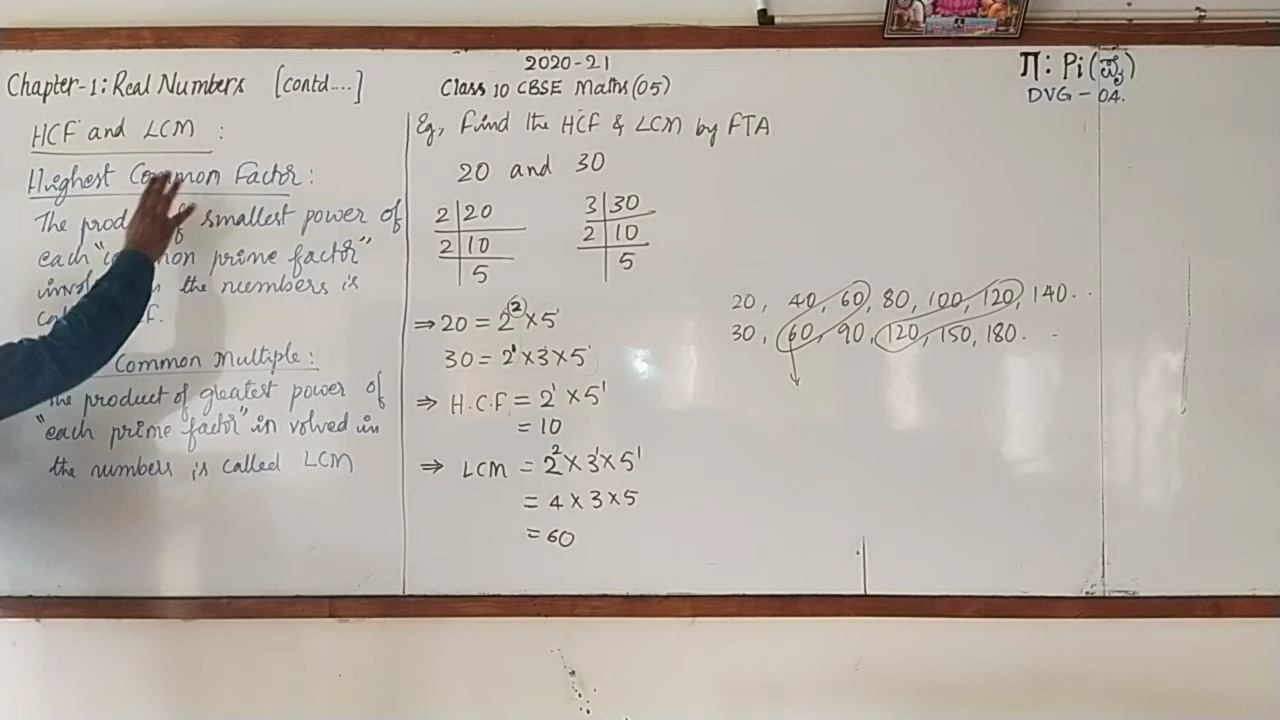 2020-21
Chapter-1: Real Numbers [contd....]
Class 10 CBSE Maths (05)
Π: Pi(ವ್ಯ)
DVG - 04.
HCF and LCM :
Highest Common Factor:
The smallest power of
each prime factor"
the numbers is
Common Multiple:
The product of greatest power of
"each prime factor" in volved in
the numbers is called LCM
Eg, Find the HCF & LCM by FTA
20 and 30
2 | 20
2 | 10
5
3 | 30
2 | 10
5
⇒ 20 = 2² × 5¹
30 = 2¹ × 3¹ × 5¹
⇒ H.C.F = 2¹ × 5¹
= 10
⇒ LCM = 2² × 3¹ × 5¹
= 4 × 3 × 5
= 60
20, 40, 60, 80, 100, 120, 140...
30, 60, 90, 120, 150, 180. .